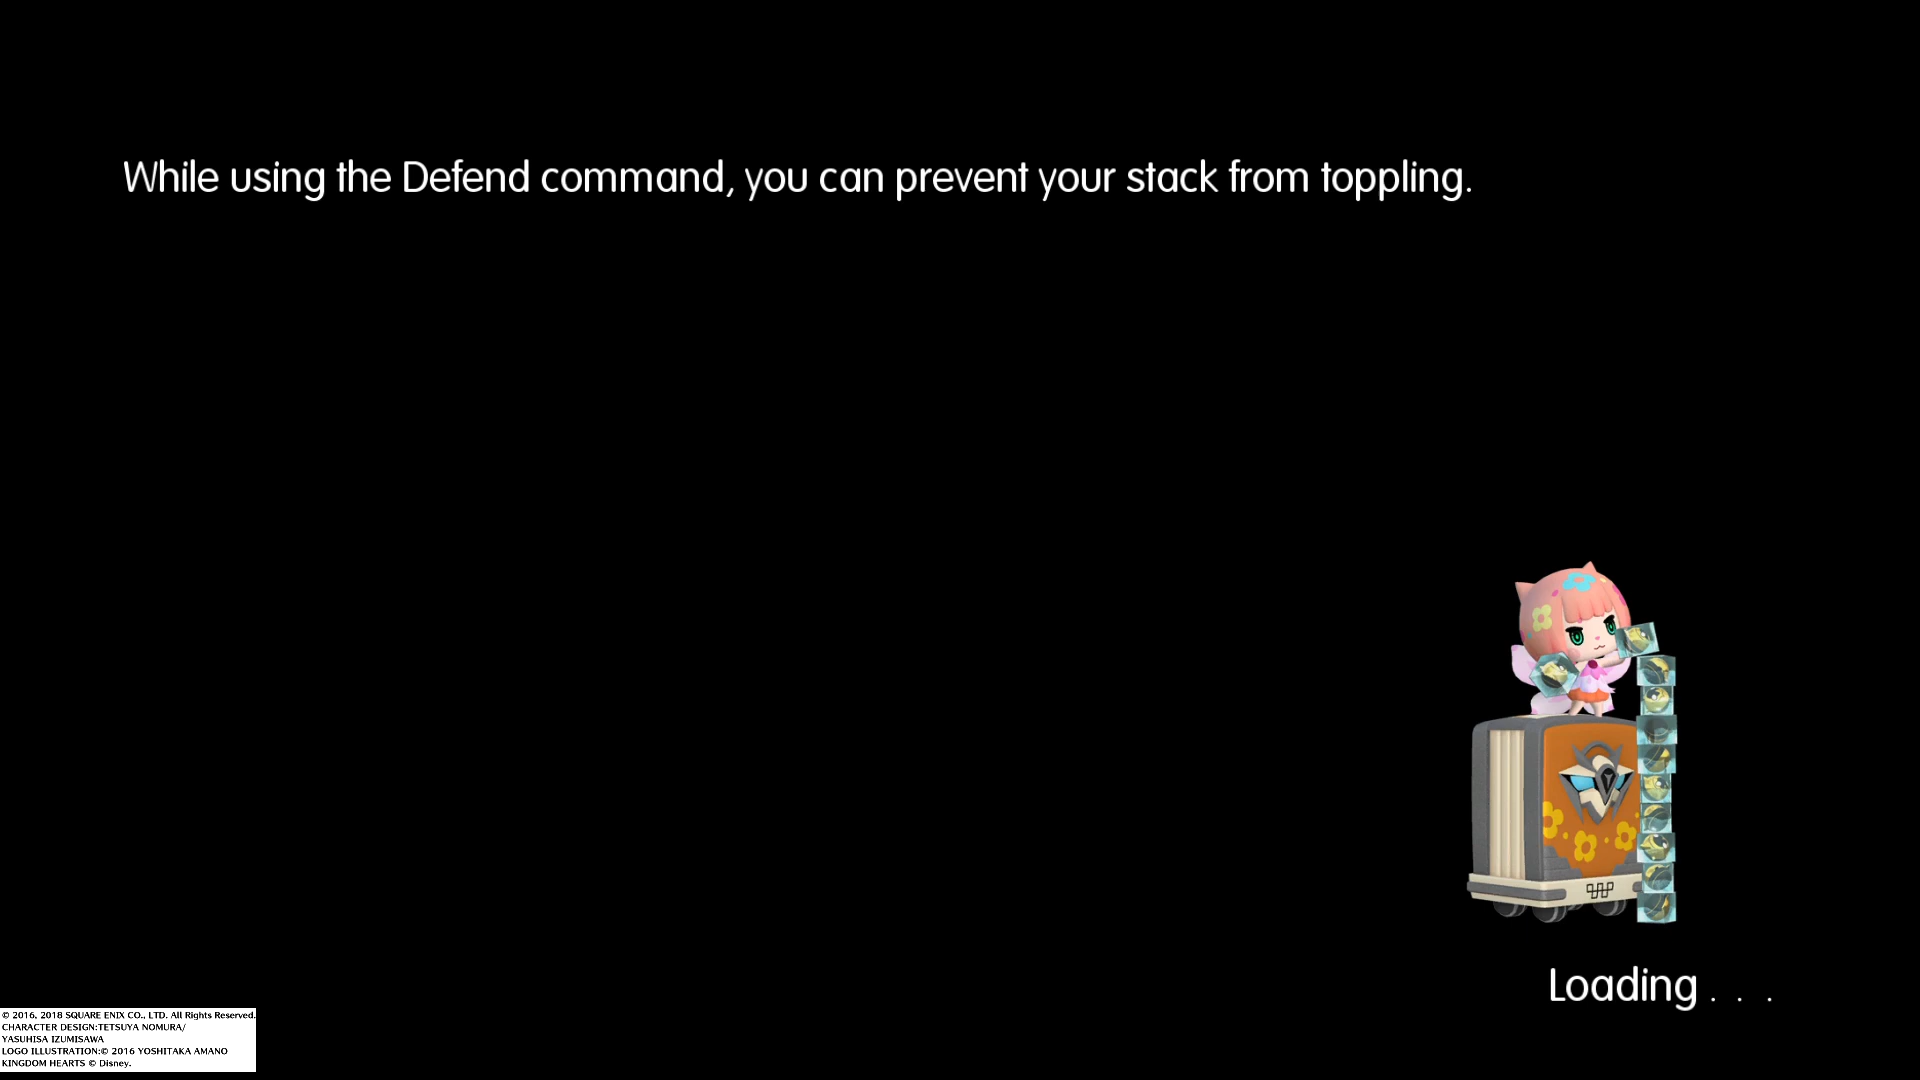 While using the Defend command, you can prevent your stack from toppling.
Loading . . .
© 2016, 2018 SQUARE ENIX CO., LTD. All Rights Reserved.
CHARACTER DESIGN:TETSUYA NOMURA/
YASUHISA IZUMISAWA
LOGO ILLUSTRATION:© 2016 YOSHITAKA AMANO
KINGDOM HEARTS © Disney.